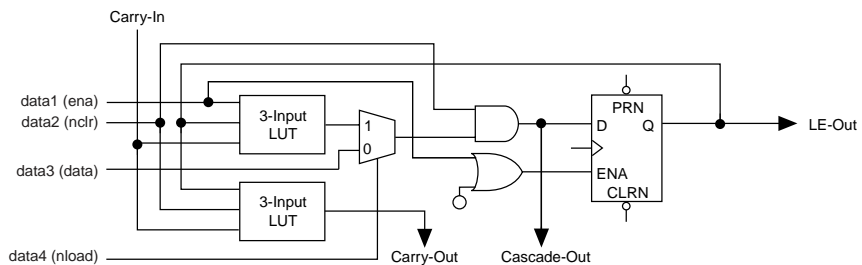 Carry-In
data1 (ena)
data2 (nclr)
3-Input
LUT
1
0
PRN
D
Q
LE-Out
data3 (data)
ENA
CLRN
3-Input
LUT
data4 (nload)
Carry-Out
Cascade-Out